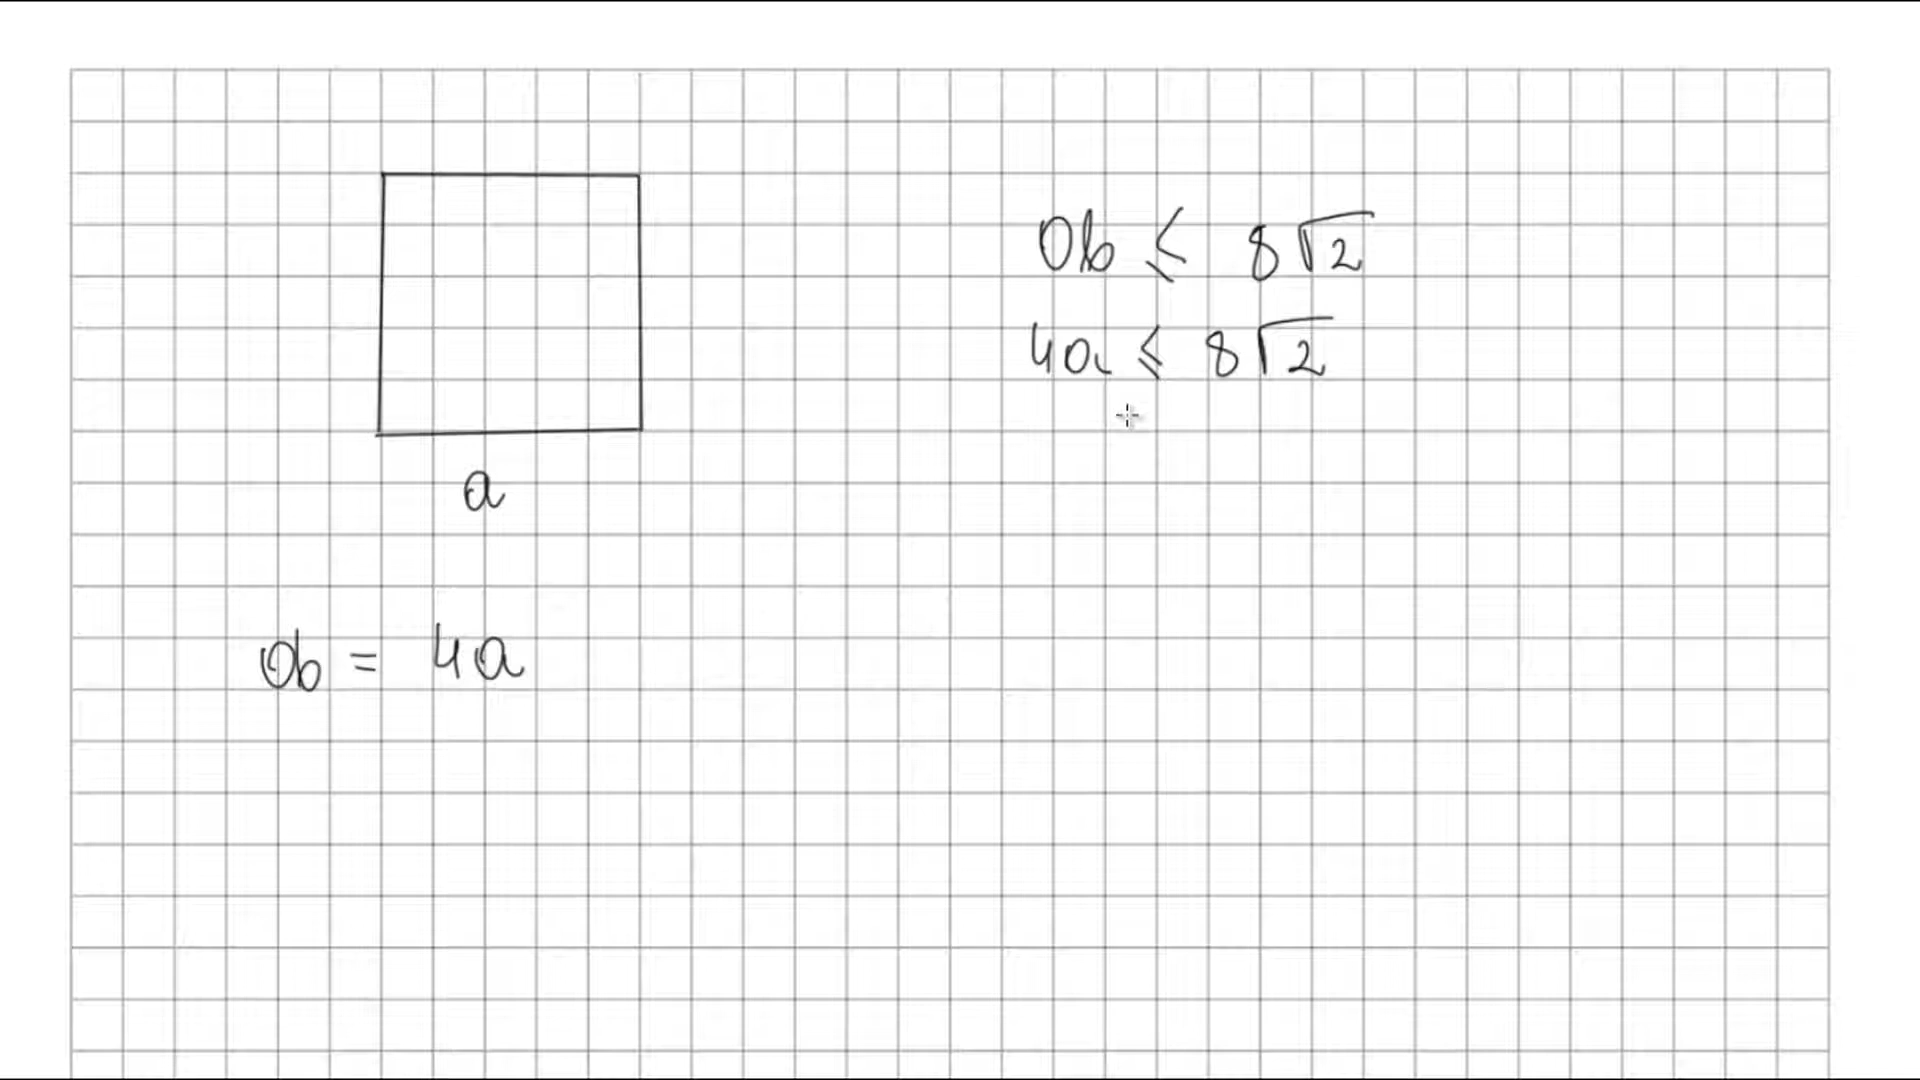 Ob ≤ 8√2
4a ≤ 8√2
a
Ob = 4a